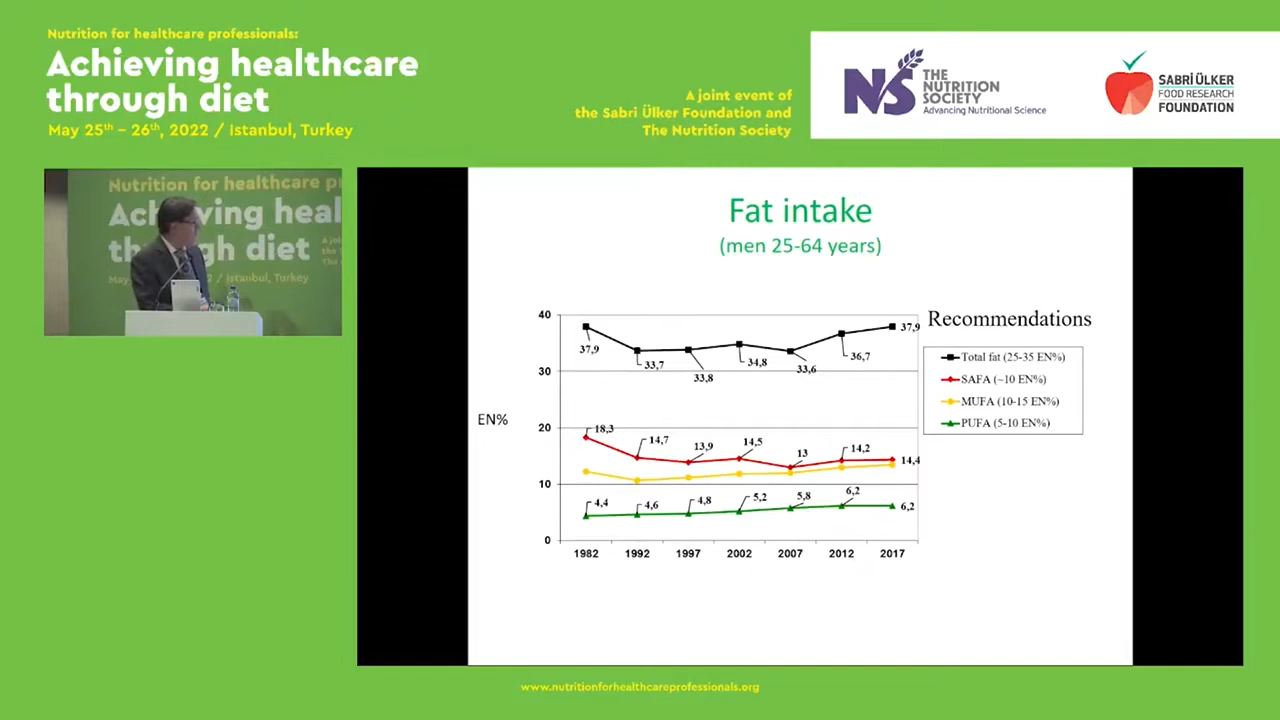 Nutrition for healthcare professionals:
Achieving healthcare
through diet
May 25th – 26th, 2022 / Istanbul, Turkey
A joint event of
the Sabri Ülker Foundation and
The Nutrition Society
NS
THE
NUTRITION
SOCIETY
Advancing Nutritional Science
SABRİ ÜLKER
FOOD RESEARCH
FOUNDATION
Nutrition for healthcare pr
Ach ving heal
th gh diet
/ Istanbul, Turkey
Fat intake
(men 25-64 years)
Recommendations
Total fat (25-35 EN%)
SAFA (~10 EN%)
MUFA (10-15 EN%)
PUFA (5-10 EN%)
EN%
40
30
20
10
0
37,9
33,7
33,8
34,8
33,6
36,7
37,9
18,3
14,7
13,9
14,5
13
14,2
14,4
4,4
4,6
4,8
5,2
5,8
6,2
6,2
1982 1992 1997 2002 2007 2012 2017
www.nutritionforhealthcareprofessionals.org